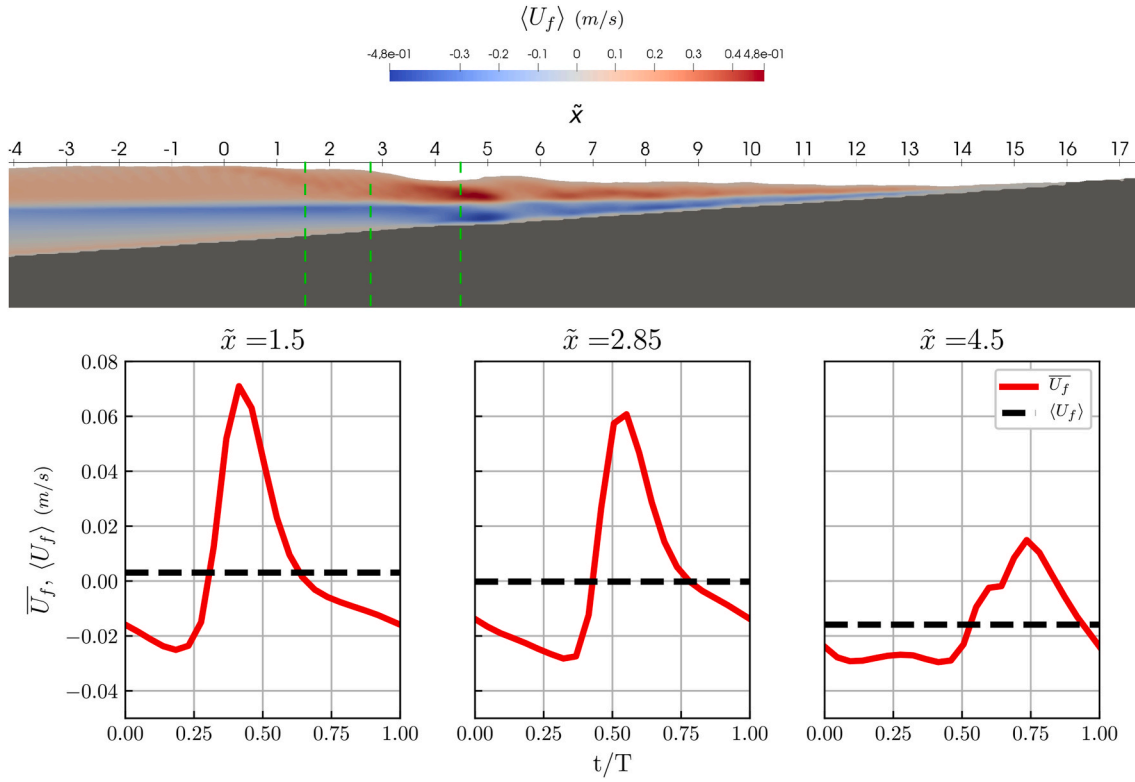 ⟨U_f⟩ (m/s)
-4.8e-01 -0.3 -0.2 -0.1 0 0.1 0.2 0.3 0.4 4.8e-01
x̃
-4 -3 -2 -1 0 1 2 3 4 5 6 7 8 9 10 11 12 13 14 15 16 17
x̃ =1.5 x̃ =2.85 x̃ =4.5
0.08
0.06
0.04
0.02
0.00
−0.02
−0.04
\overline{U_f}, ⟨U_f⟩ (m/s)
\overline{U_f}
⟨U_f⟩
0.00 0.25 0.50 0.75 1.00 0.00 0.25 0.50 0.75 1.00 0.00 0.25 0.50 0.75 1.00
t/T